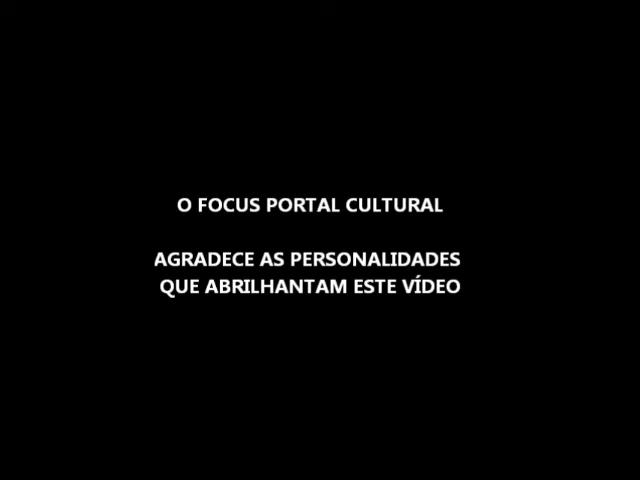 O FOCUS PORTAL CULTURAL
AGRADECE AS PERSONALIDADES
QUE ABRILHANTAM ESTE VÍDEO